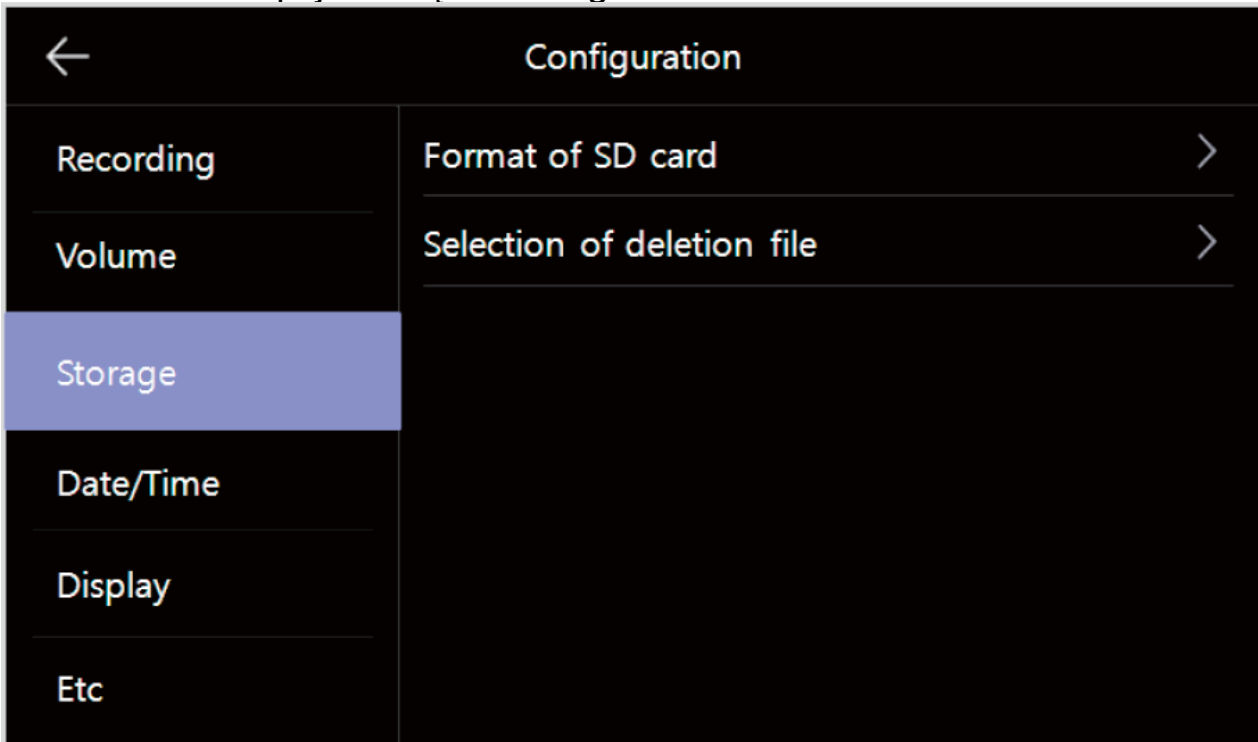 Configuration
Recording
Volume
Storage
Date/Time
Display
Etc
Format of SD card
Selection of deletion file